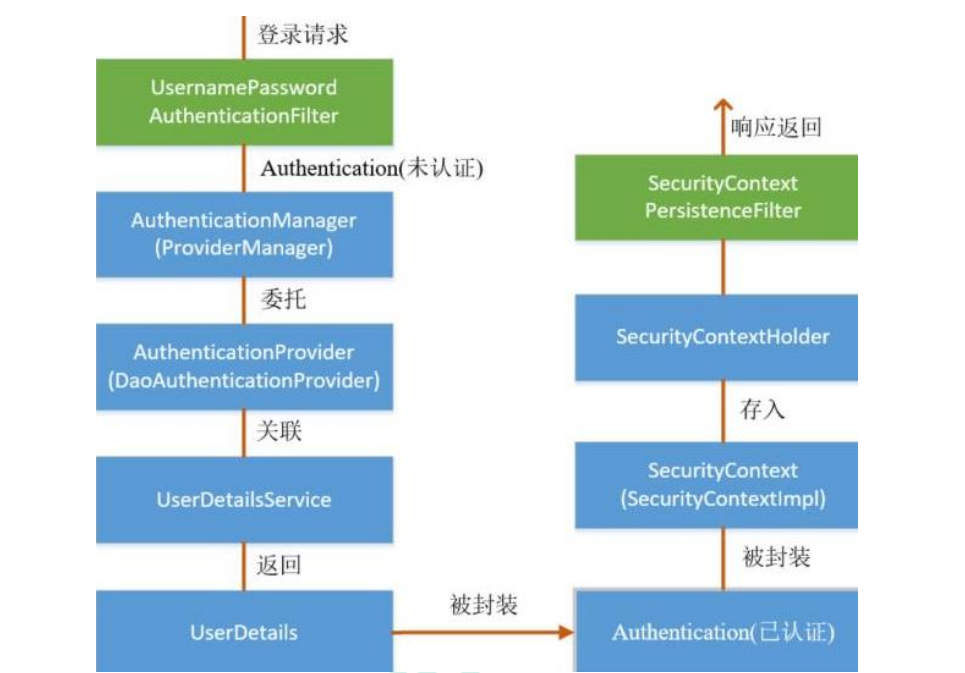 登录请求
UsernamePassword
AuthenticationFilter
Authentication(未认证)
AuthenticationManager
(ProviderManager)
委托
AuthenticationProvider
(DaoAuthenticationProvider)
关联
UserDetailsService
返回
UserDetails
被封装
Authentication(已认证)
被封装
SecurityContext
(SecurityContextImpl)
存入
SecurityContextHolder
SecurityContext
PersistenceFilter
响应返回